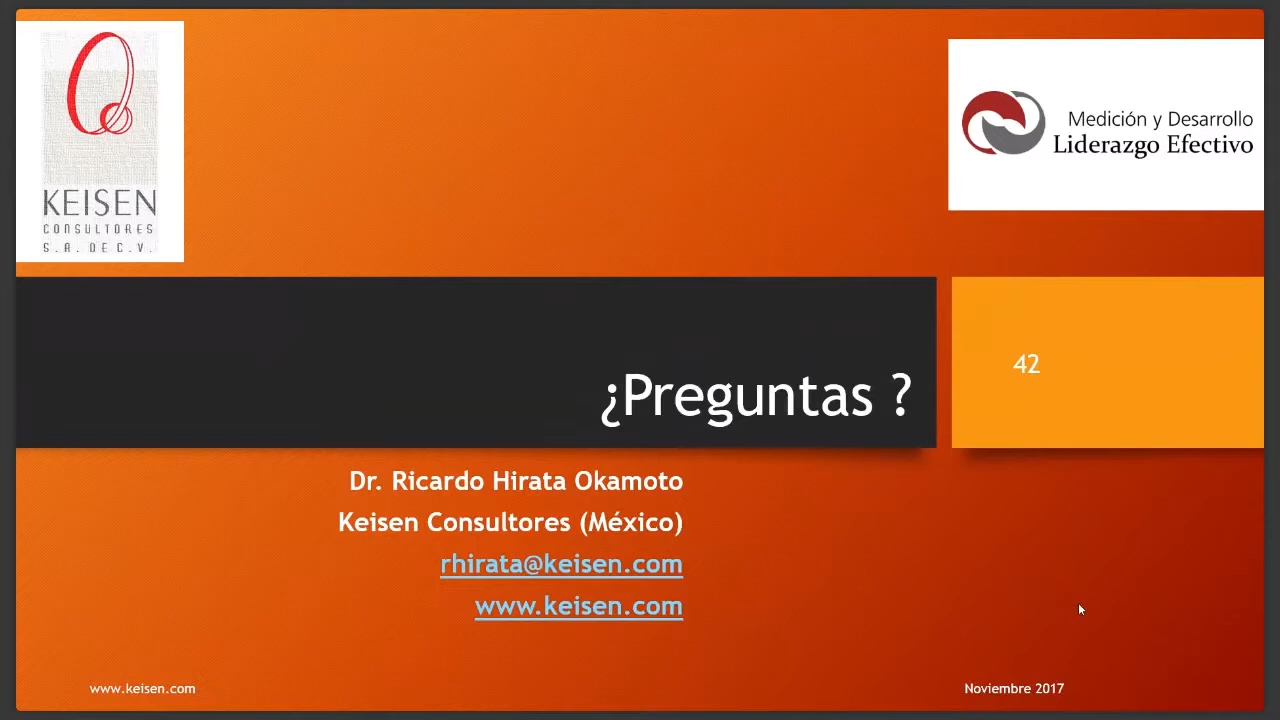 KEISEN
CONSULTORES
S.A. DE C.V.
Medición y Desarrollo
Liderazgo Efectivo
¿Preguntas ?
42
Dr. Ricardo Hirata Okamoto
Keisen Consultores (México)
rhirata@keisen.com
www.keisen.com
www.keisen.com
Noviembre 2017